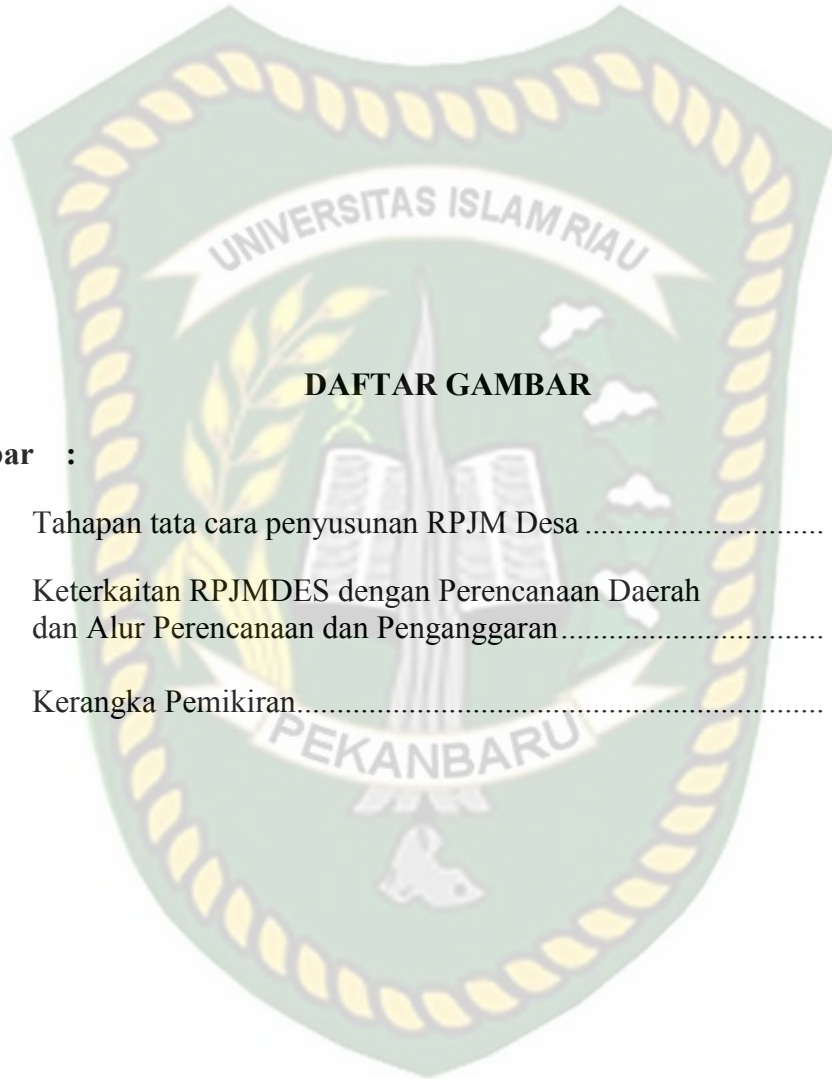 UNIVERSITAS ISLAM RIAU
DAFTAR GAMBAR
bar :
Tahapan tata cara penyusunan RPJM Desa ............................
Keterkaitan RPJMDES dengan Perencanaan Daerah
dan Alur Perencanaan dan Penganggaran ...............................
Kerangka Pemikiran ..............................................................
PEKANBARU